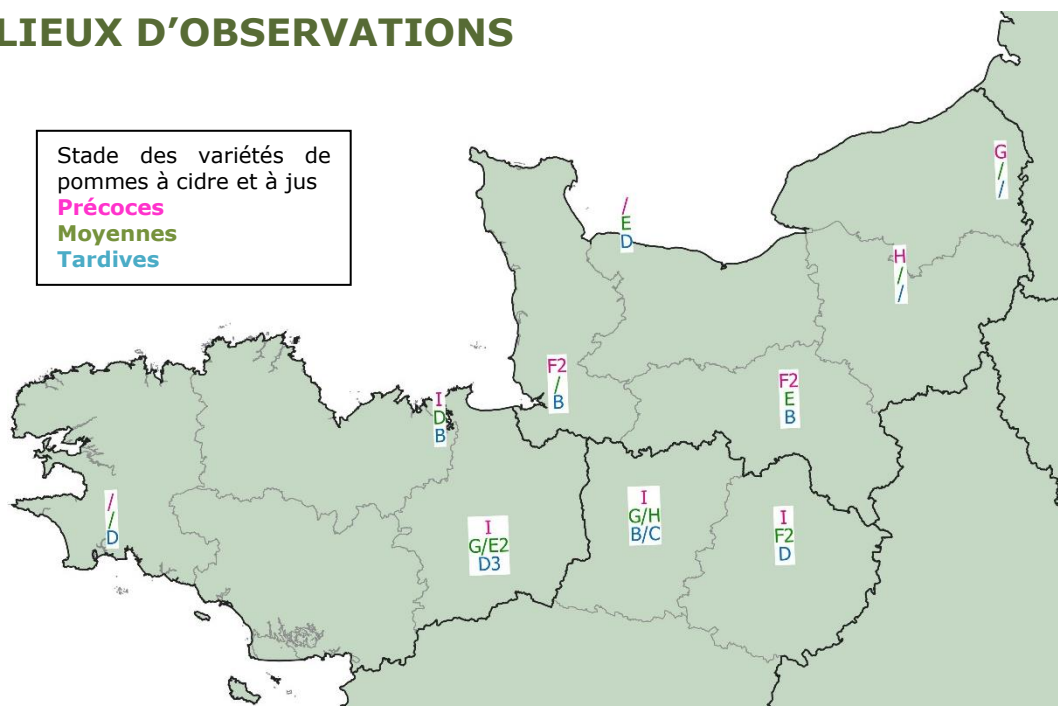 LIEUX D’OBSERVATIONS
Stade des variétés de
pommes à cidre et à jus
Précoces
Moyennes
Tardives
G
/
/
/
E
D
H
/
/
F2
/
B
F2
E
B
I
D
B
/
/
D
I
G/E2
D3
I
G/H
B/C
I
F2
D